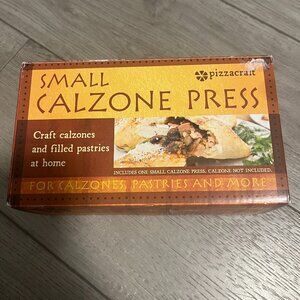 pizzacraft
SMALL
CALZONE PRESS
Craft calzones
and filled pastries
at home
INCLUDES ONE SMALL CALZONE PRESS. CALZONE NOT INCLUDED.
FOR CALZONES, PASTRIES AND MORE